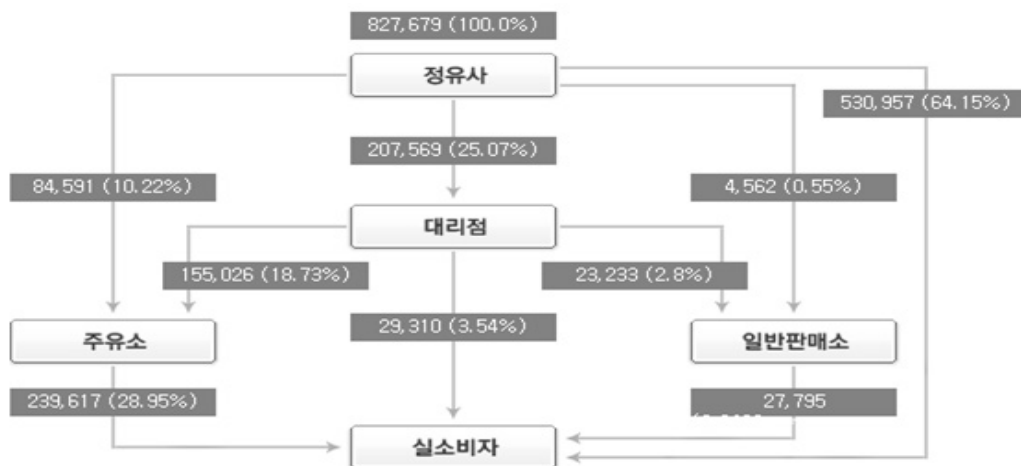 827,679 (100.0%)
정유사
530,957 (64.15%)
207,569 (25.07%)
84,591 (10.22%)
4,562 (0.55%)
대리점
155,026 (18.73%)
23,233 (2.8%)
29,310 (3.54%)
주유소
일반판매소
239,617 (28.95%)
27,795
실소비자